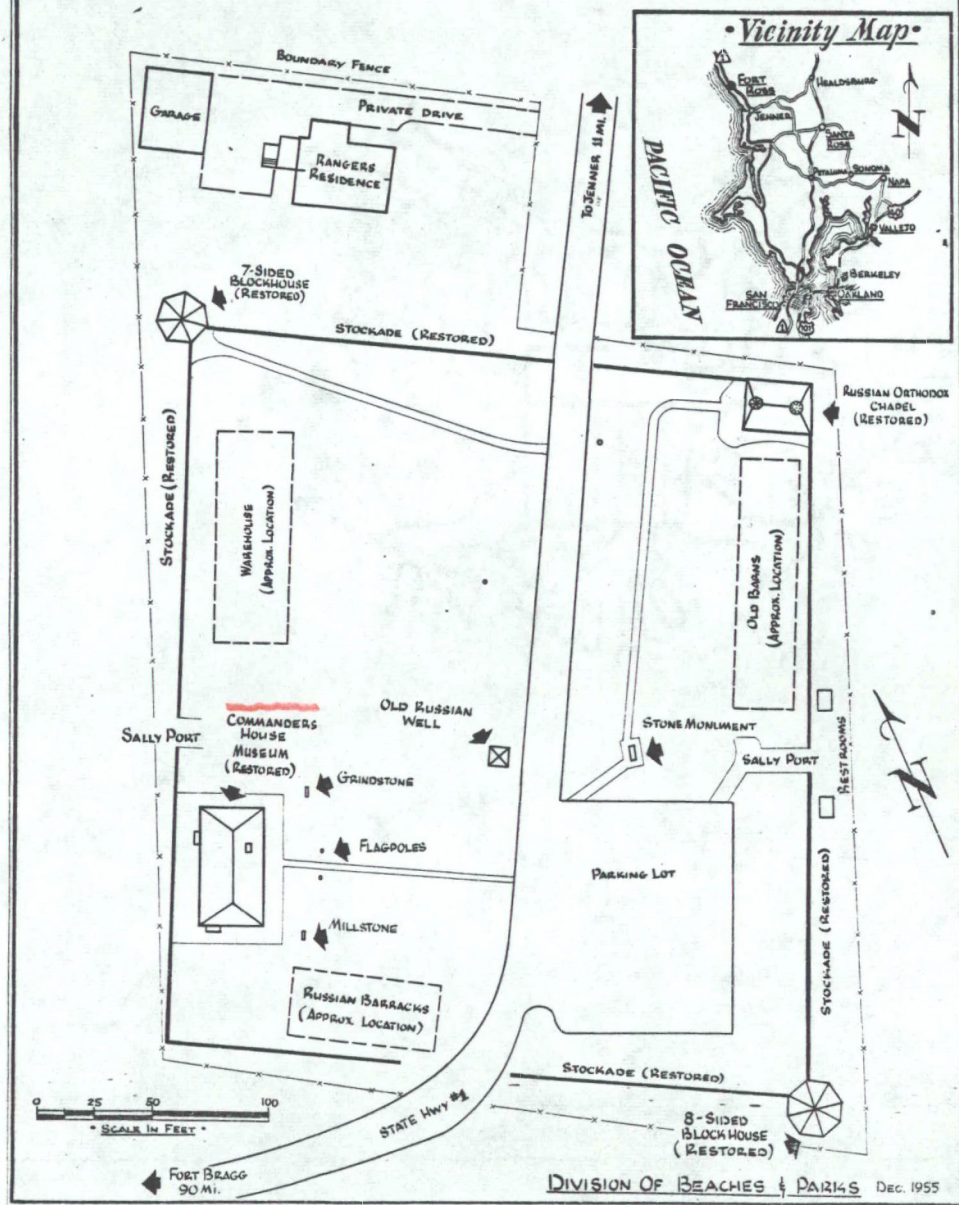 •Vicinity Map•
1
FORT
ROSS
HEALDSBURG
JENNER
SANTA
ROSA
PETALUMA
SONOMA
NAPA
VALLEJO
BERKELEY
SAN
FRANCISCO
OAKLAND
1
101
PACIFIC OCEAN
N
BOUNDARY FENCE
PRIVATE DRIVE
GARAGE
RANGERS
RESIDENCE
TO JENNER 11 MI.
7-SIDED
BLOCKHOUSE
(RESTORED)
STOCKADE (RESTORED)
RUSSIAN ORTHODOX
CHAPEL
(RESTORED)
STOCKADE (RESTORED)
WAREHOUSE
(APPROX. LOCATION)
OLD BARNS
(APPROX. LOCATION)
SALLY PORT
COMMANDERS
HOUSE
MUSEUM
(RESTORED)
OLD RUSSIAN
WELL
STONE MONUMENT
SALLY PORT
RESTROOMS
N
GRINDSTONE
FLAGPOLES
MILLSTONE
PARKING LOT
STOCKADE (RESTORED)
RUSSIAN BARRACKS
(APPROX. LOCATION)
STOCKADE (RESTORED)
0 25 50 100
• SCALE IN FEET •
STATE HWY #1
8-SIDED
BLOCKHOUSE
(RESTORED)
FORT BRAGG
90 MI.
DIVISION OF BEACHES & PARKS DEC. 1955